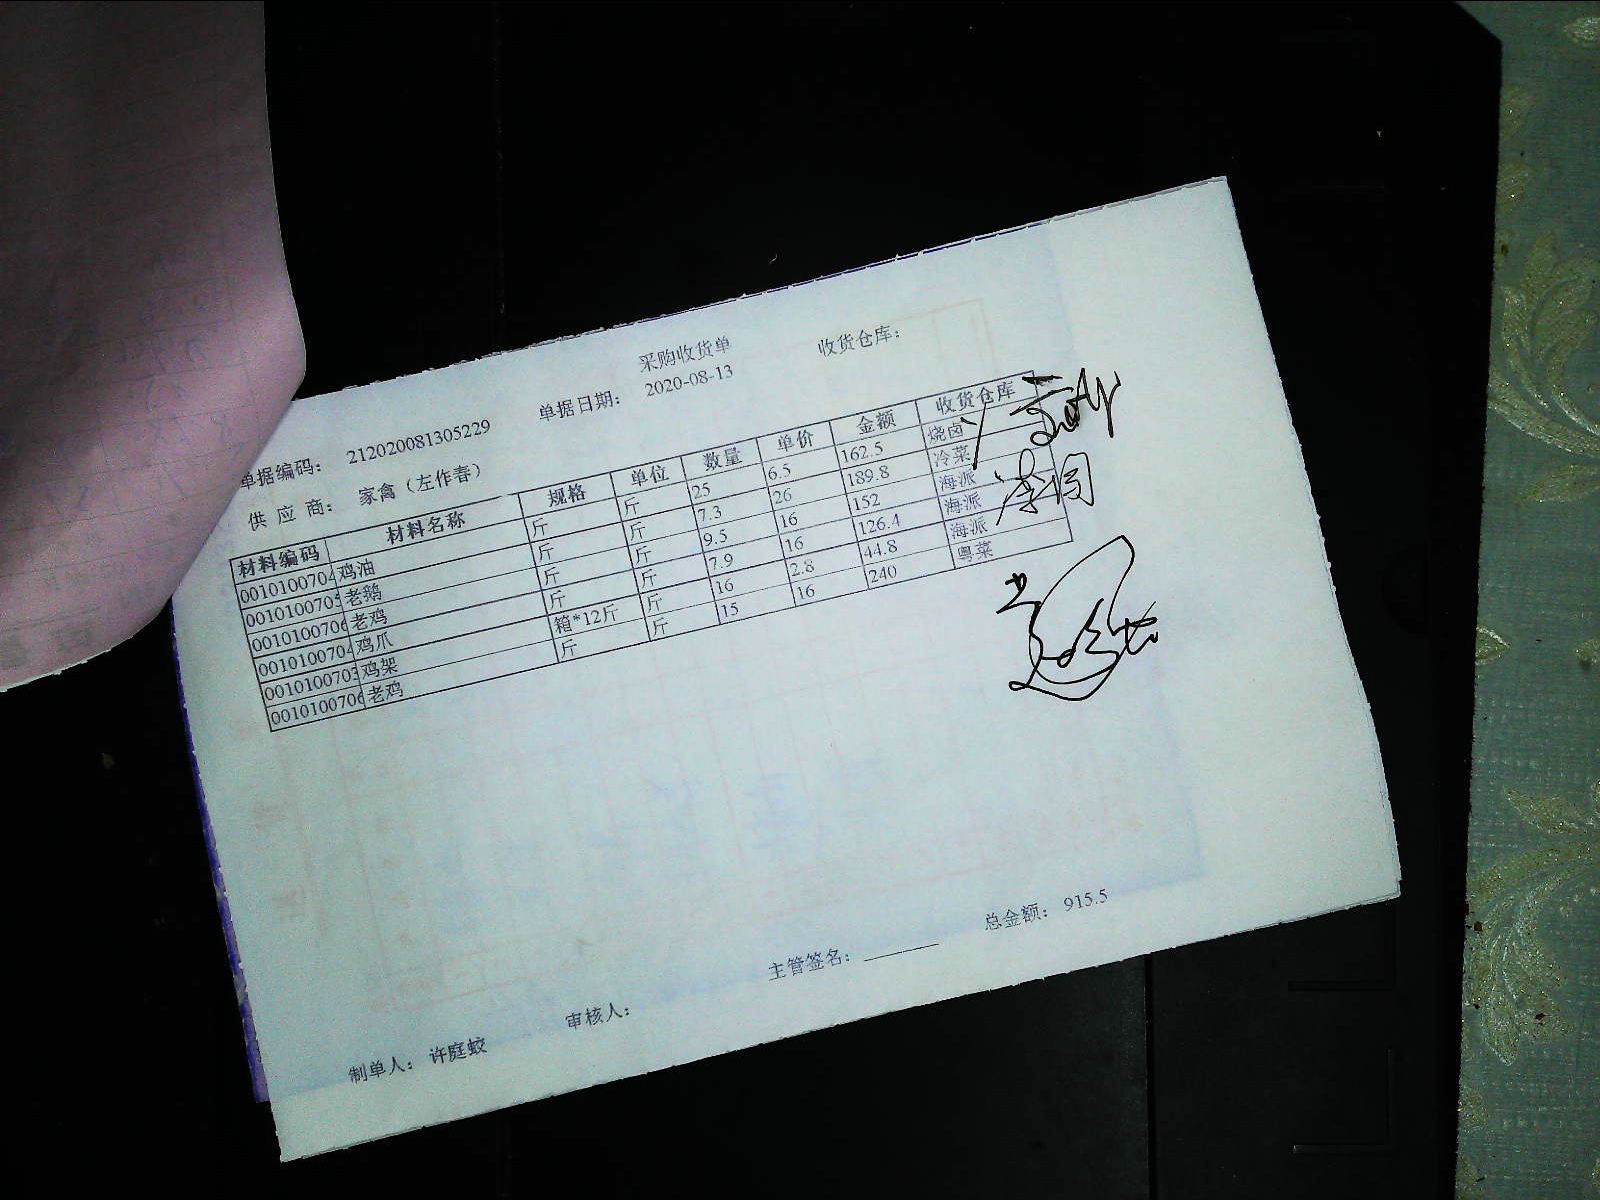 采购收货单
收货仓库：
单据编码： 212020081305229 单据日期： 2020-08-13
供 应 商： 家禽（左作春）
材料编码 材料名称 规格 单位 数量 单价 金额 收货仓库
0010100704 鸡油 斤 斤 25 6.5 162.5 烧卤
001010070 老鹅 斤 斤 7.3 26 189.8 冷菜
0010100706 老鸡 斤 斤 9.5 16 152 海派
0010100704 鸡爪 斤 斤 7.9 16 126.4 海派
001010070 鸡架 箱*12斤 斤 16 2.8 44.8 海派
0010100706 老鸡 斤 斤 15 16 240 粤菜
总金额： 915.5
主管签名：
审核人：
制单人： 许庭蛟